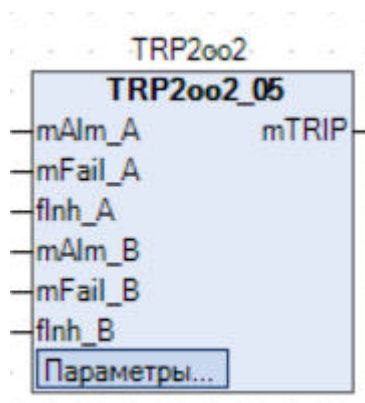 TRP2oo2
TRP2oo2_05
mAlm_A mTRIP
mFail_A
fInh_A
mAlm_B
mFail_B
fInh_B
Параметры...